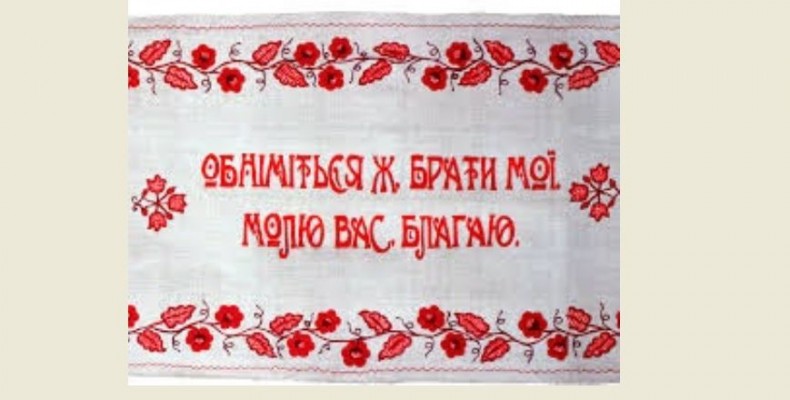 ОБНІМІТЬСЯ Ж, БРАТИ МОЇ.
МОЛЮ ВАС, БЛАГАЮ.